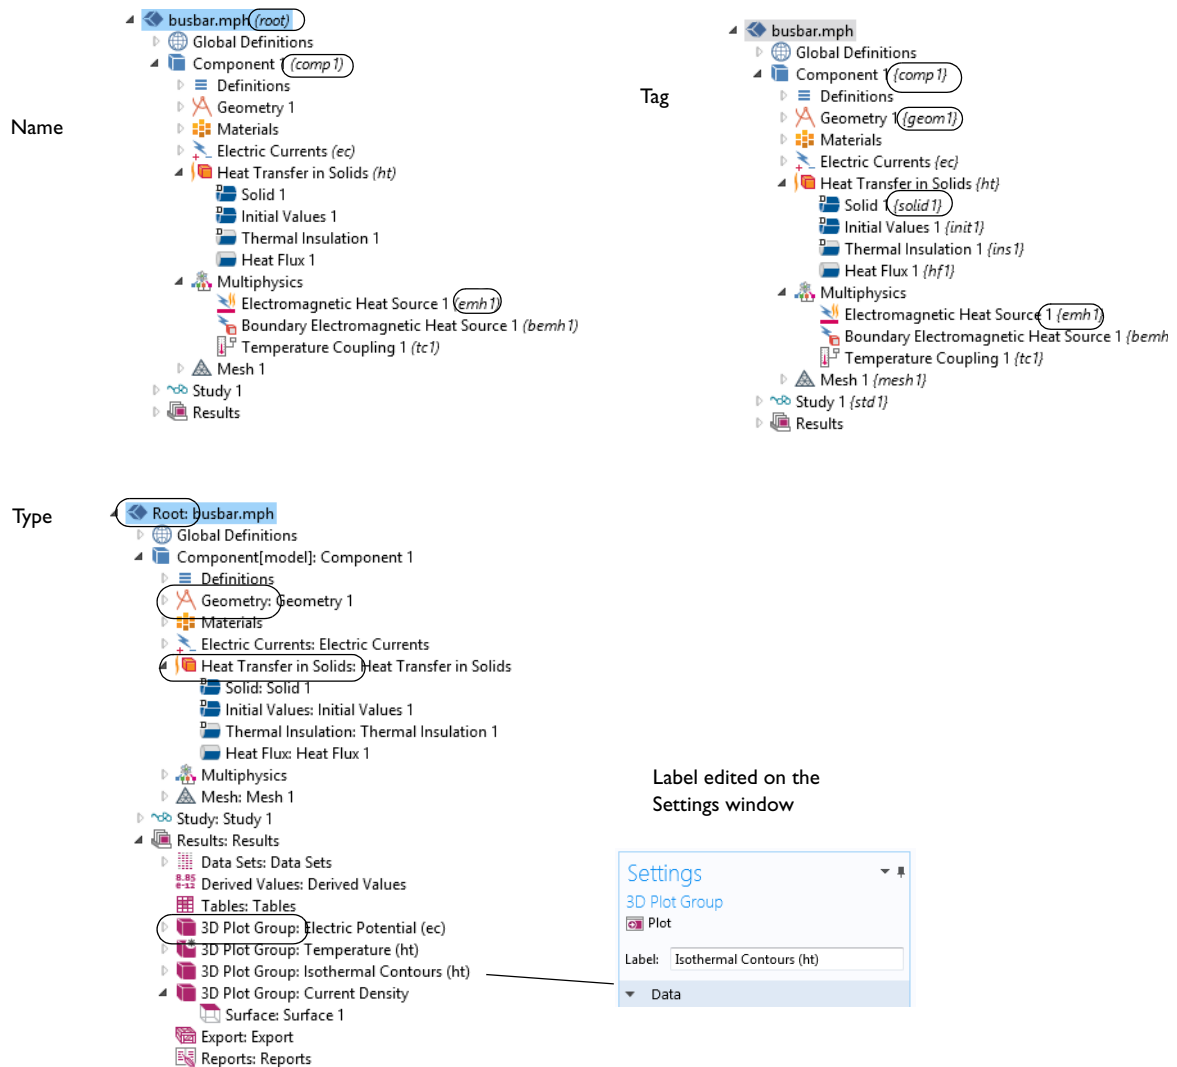 Name
busbar.mph (root)
Global Definitions
Component 1 (comp1)
Definitions
Geometry 1
Materials
Electric Currents (ec)
Heat Transfer in Solids (ht)
Solid 1
Initial Values 1
Thermal Insulation 1
Heat Flux 1
Multiphysics
Electromagnetic Heat Source 1 (emh1)
Boundary Electromagnetic Heat Source 1 (bemh1)
Temperature Coupling 1 (tc1)
Mesh 1
Study 1
Results
Tag
busbar.mph
Global Definitions
Component 1 {comp1}
Definitions
Geometry 1 {geom1}
Materials
Electric Currents {ec}
Heat Transfer in Solids {ht}
Solid 1 {solid1}
Initial Values 1 {init1}
Thermal Insulation 1 {ins1}
Heat Flux 1 {hf1}
Multiphysics
Electromagnetic Heat Source 1 {emh1}
Boundary Electromagnetic Heat Source 1 {bemh
Temperature Coupling 1 {tc1}
Mesh 1 {mesh1}
Study 1 {std1}
Results
Type
Root: busbar.mph
Global Definitions
Component[model]: Component 1
Definitions
Geometry: Geometry 1
Materials
Electric Currents: Electric Currents
Heat Transfer in Solids: Heat Transfer in Solids
Solid: Solid 1
Initial Values: Initial Values 1
Thermal Insulation: Thermal Insulation 1
Heat Flux: Heat Flux 1
Multiphysics
Mesh: Mesh 1
Study: Study 1
Results: Results
Data Sets: Data Sets
8.85
e-12 Derived Values: Derived Values
Tables: Tables
3D Plot Group: Electric Potential (ec)
3D Plot Group: Temperature (ht)
3D Plot Group: Isothermal Contours (ht)
3D Plot Group: Current Density
Surface: Surface 1
Export: Export
Reports: Reports
Label edited on the
Settings window
Settings
3D Plot Group
Plot
Label: Isothermal Contours (ht)
Data